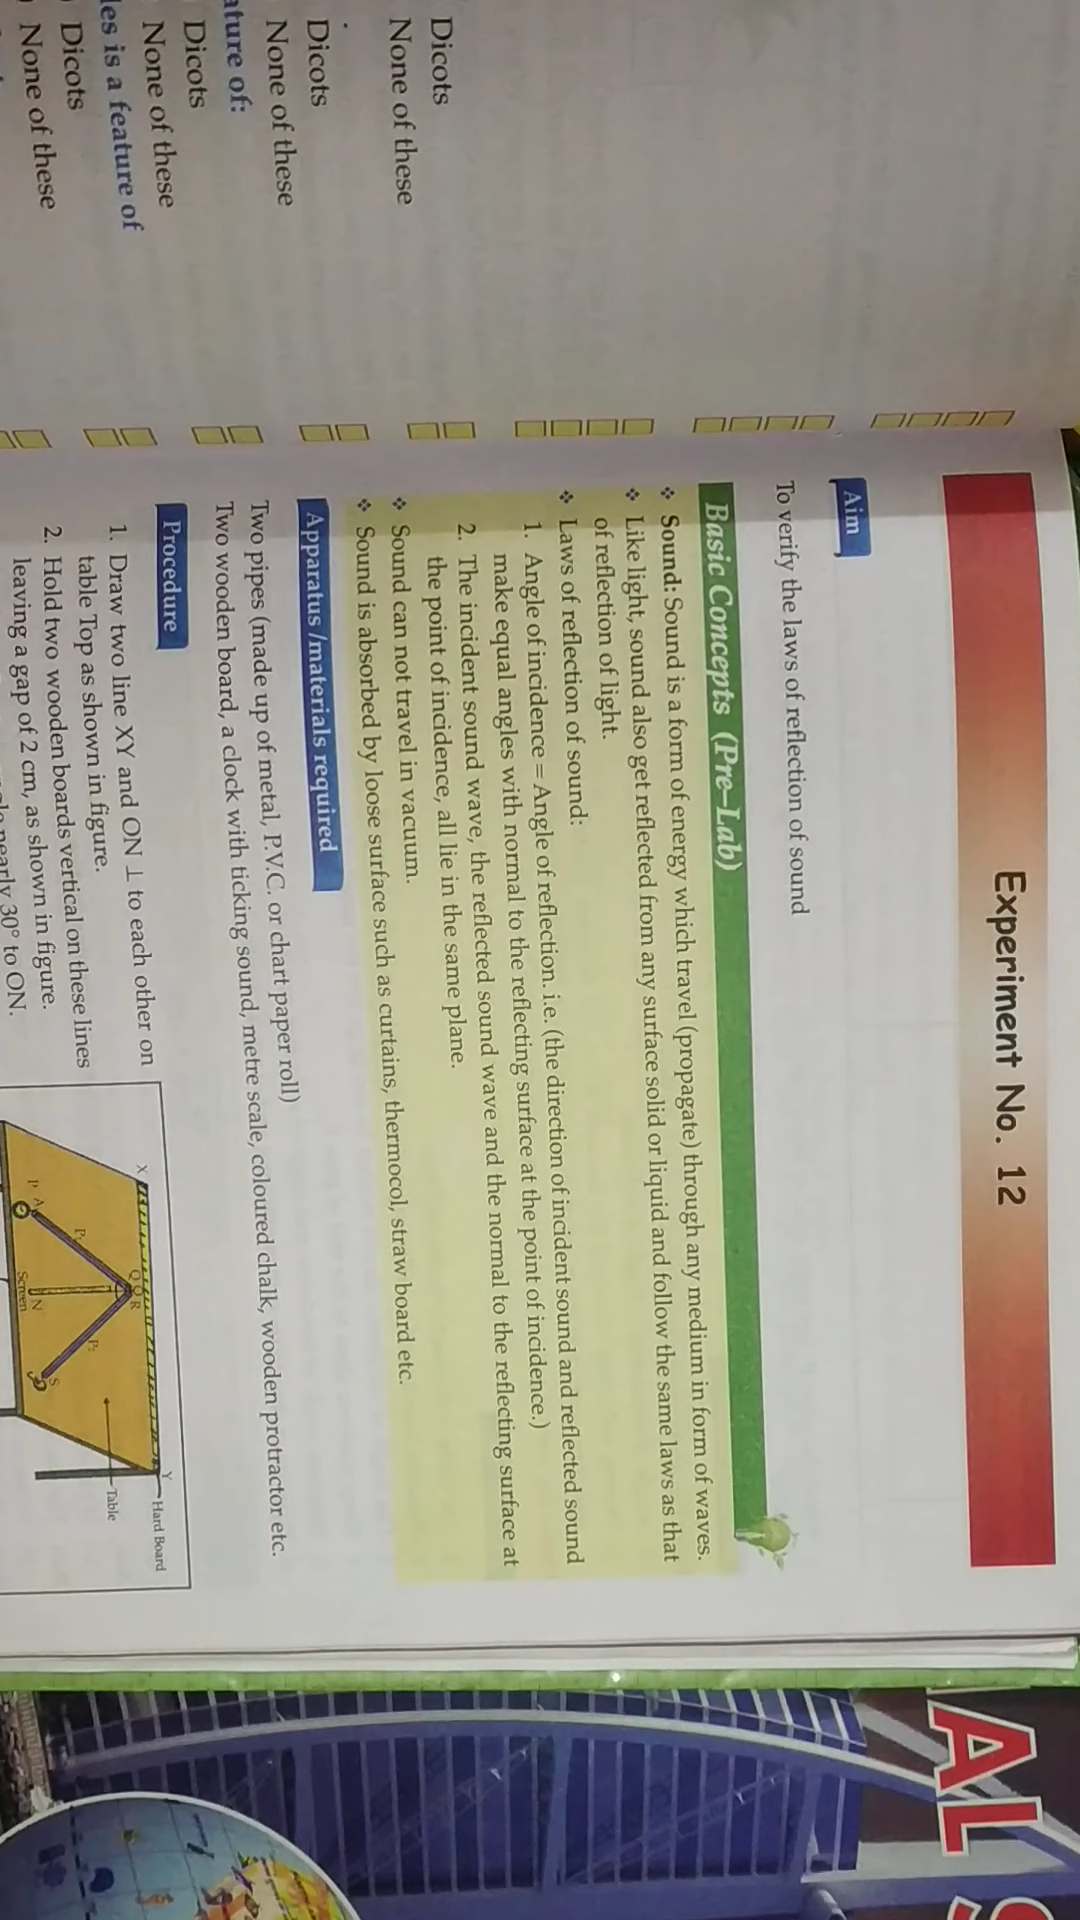 Dicots
None of these
Dicots
None of these
ature of:
Dicots
None of these
les is a feature of
Dicots
None of these
Experiment No. 12
Aim
To verify the laws of reflection of sound
Basic Concepts (Pre–Lab)
❖ Sound: Sound is a form of energy which travel (propagate) through any medium in form of waves.
❖ Like light, sound also get reflected from any surface solid or liquid and follow the same laws as that
of reflection of light.
❖ Laws of reflection of sound:
1. Angle of incidence = Angle of reflection. i.e. (the direction of incident sound and reflected sound
make equal angles with normal to the reflecting surface at the point of incidence.)
2. The incident sound wave, the reflected sound wave and the normal to the reflecting surface at
the point of incidence, all lie in the same plane.
❖ Sound can not travel in vacuum.
❖ Sound is absorbed by loose surface such as curtains, thermocol, straw board etc.
Apparatus /materials required
Two pipes (made up of metal, P.V.C. or chart paper roll)
Two wooden board, a clock with ticking sound, metre scale, coloured chalk, wooden protractor etc.
Procedure
1. Draw two line XY and ON ⊥ to each other on
table Top as shown in figure.
2. Hold two wooden boards vertical on these lines
leaving a gap of 2 cm, as shown in figure.
nearly 30° to ON.
X
Y
Hard Board
Q O R
P₁
P₂
Table
P A
N
S
Screen
AL